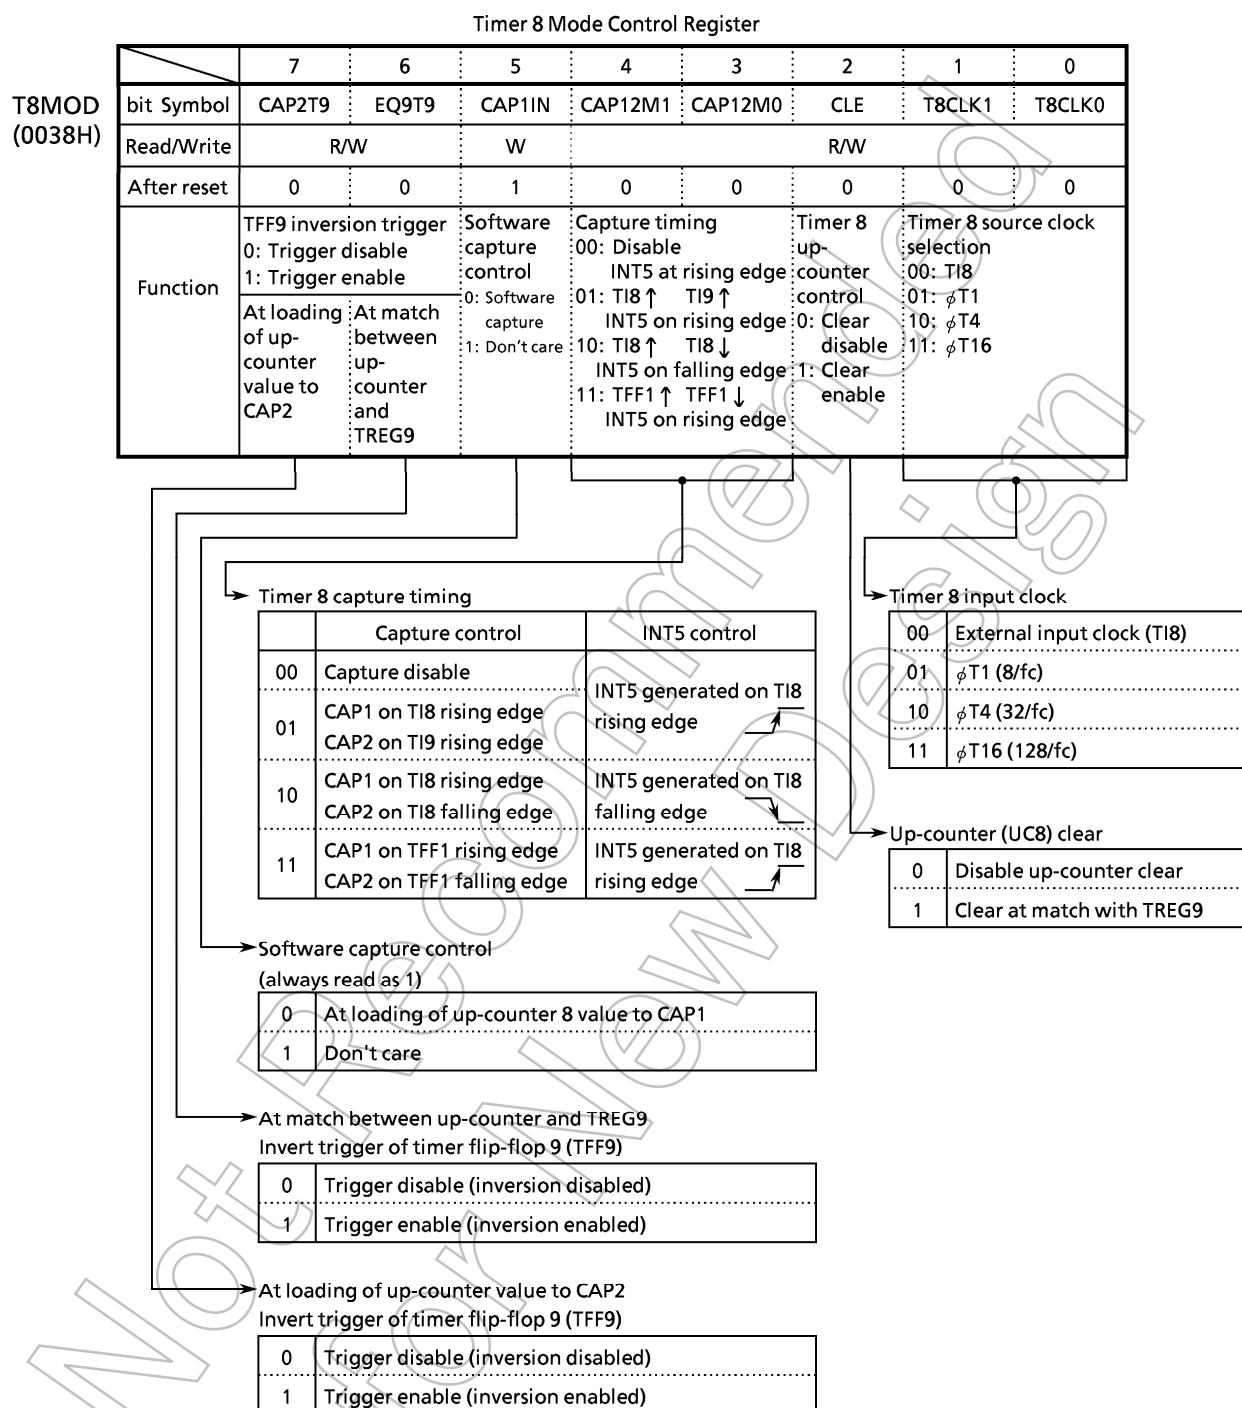 Timer 8 Mode Control Register
7 6 5 4 3 2 1 0
T8MOD
(0038H)
bit Symbol CAP2T9 EQ9T9 CAP1IN CAP12M1 CAP12M0 CLE T8CLK1 T8CLK0
Read/Write R/W W R/W
After reset 0 0 1 0 0 0 0 0
Function
TFF9 inversion trigger
0: Trigger disable
1: Trigger enable
At loading
of up-
counter
value to
CAP2
At match
between
up-
counter
and
TREG9
Software
capture
control
0: Software
capture
1: Don't care
Capture timing
00: Disable
INT5 at rising edge
01: TI8↑ TI9↑
INT5 on rising edge
10: TI8↑ TI8↓
INT5 on falling edge
11: TFF1↑ TFF1↓
INT5 on rising edge
Timer 8
up-
counter
control
0: Clear
disable
1: Clear
enable
Timer 8 source clock
selection
00: TI8
01: φT1
10: φT4
11: φT16
Timer 8 capture timing
Capture control INT5 control
00 Capture disable
01 CAP1 on TI8 rising edge
CAP2 on TI9 rising edge
INT5 generated on TI8
rising edge
10 CAP1 on TI8 rising edge
CAP2 on TI8 falling edge
INT5 generated on TI8
falling edge
11 CAP1 on TFF1 rising edge
CAP2 on TFF1 falling edge
INT5 generated on TI8
rising edge
Timer 8 input clock
00 External input clock (TI8)
01 φT1 (8/fc)
10 φT4 (32/fc)
11 φT16 (128/fc)
Up-counter (UC8) clear
0 Disable up-counter clear
1 Clear at match with TREG9
Software capture control
(always read as 1)
0 At loading of up-counter 8 value to CAP1
1 Don't care
At match between up-counter and TREG9
Invert trigger of timer flip-flop 9 (TFF9)
0 Trigger disable (inversion disabled)
1 Trigger enable (inversion enabled)
At loading of up-counter value to CAP2
Invert trigger of timer flip-flop 9 (TFF9)
0 Trigger disable (inversion disabled)
1 Trigger enable (inversion enabled)
Not Recommended
for New Design